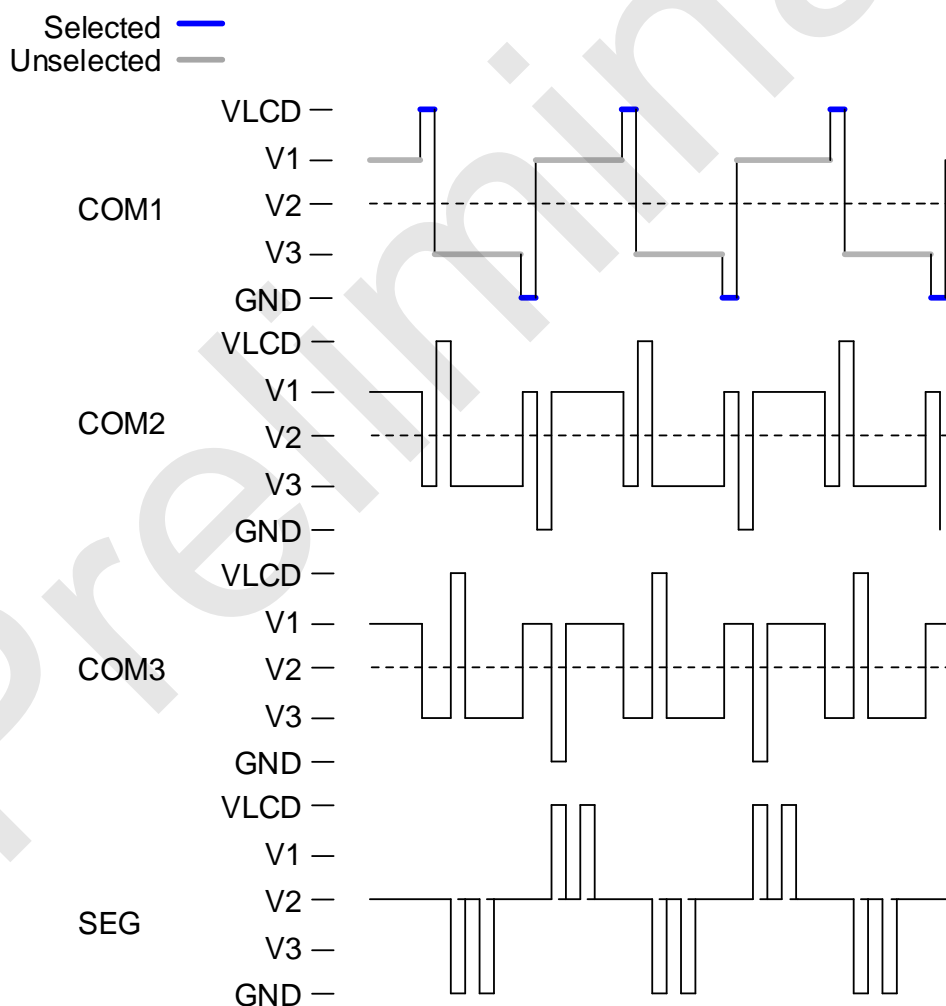 Selected
Unselected
VLCD
V1
COM1
V2
V3
GND
VLCD
V1
COM2
V2
V3
GND
VLCD
V1
COM3
V2
V3
GND
VLCD
V1
V2
SEG
V3
GND
Prelimina